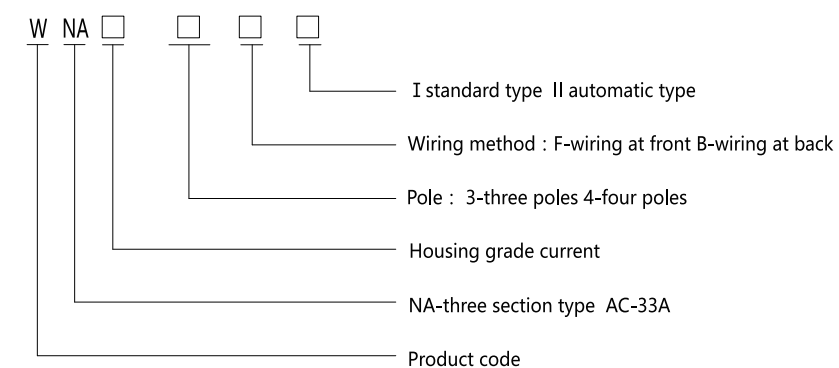 W NA □ □ □ □
Ⅰ standard type Ⅱ automatic type
Wiring method : F-wiring at front B-wiring at back
Pole : 3-three poles 4-four poles
Housing grade current
NA-three section type AC-33A
Product code